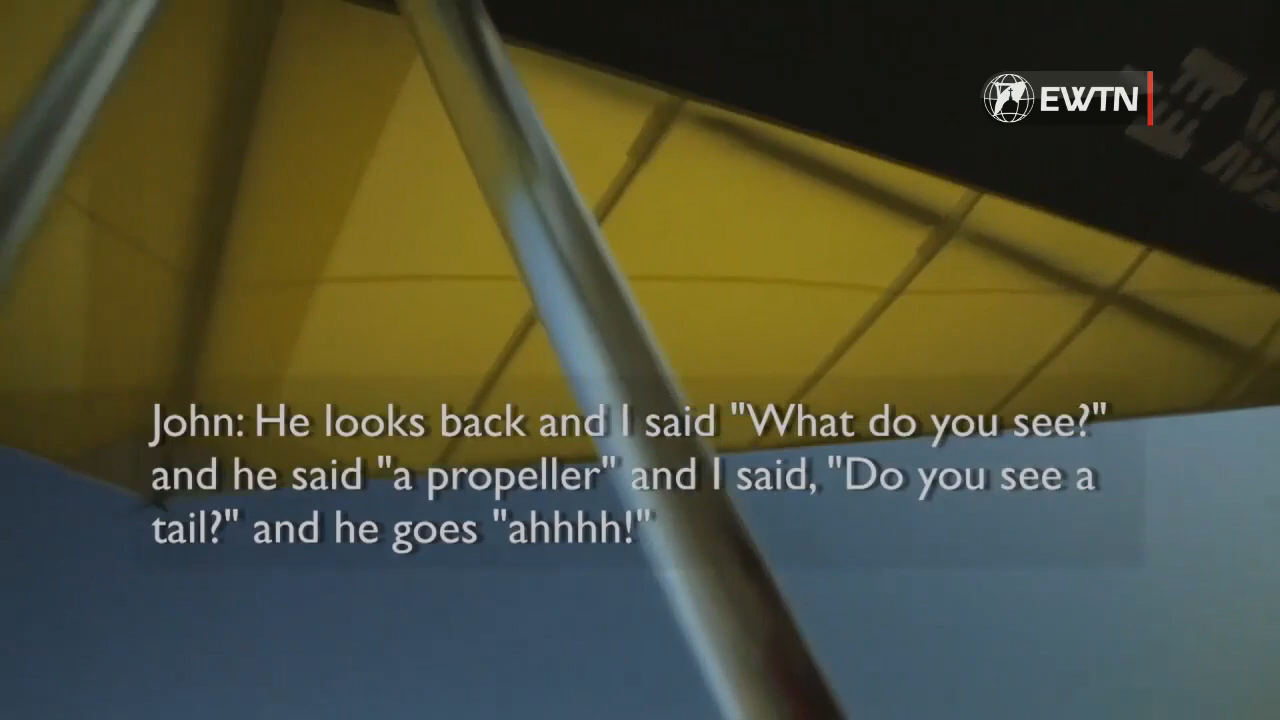 EWTN
John: He looks back and I said "What do you see?"
and he said "a propeller" and I said, "Do you see a
tail?" and he goes "ahhhh!"